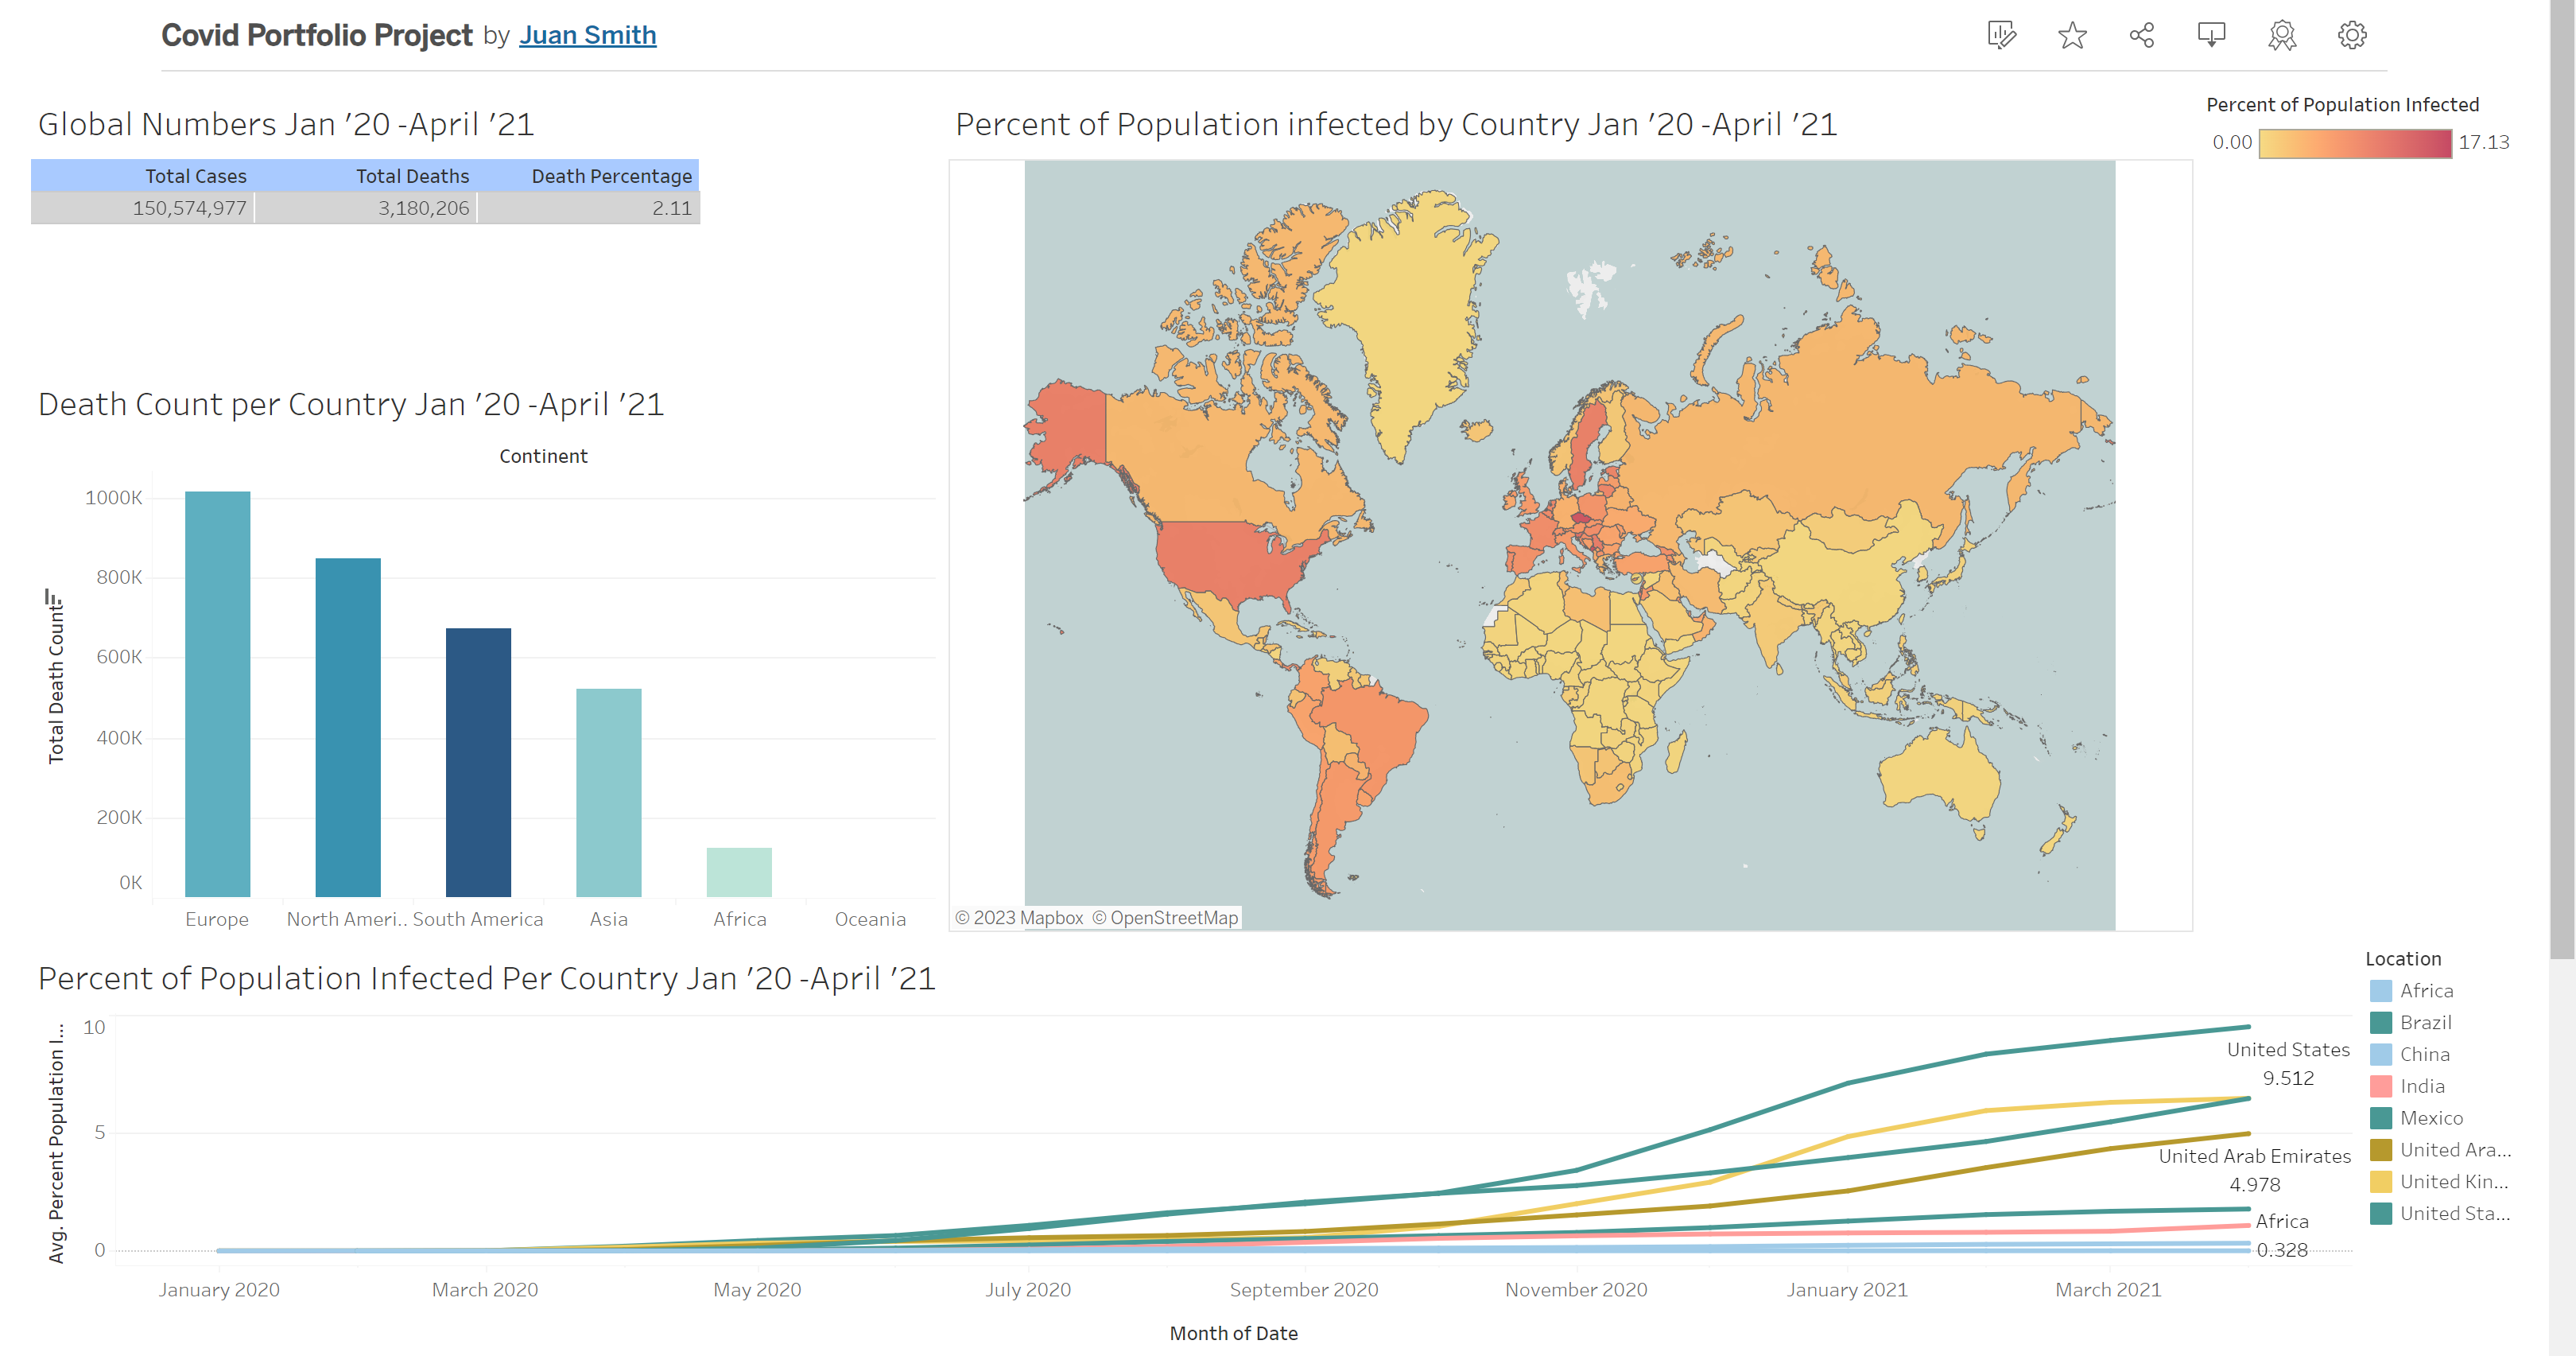 Covid Portfolio Project by Juan Smith
Global Numbers Jan '20 -April '21
Total Cases Total Deaths Death Percentage
150,574,977 3,180,206 2.11
Percent of Population infected by Country Jan '20 -April '21
Percent of Population Infected
0.00 17.13
© 2023 Mapbox © OpenStreetMap
Death Count per Country Jan '20 -April '21
Continent
Total Death Count
1000K
800K
600K
400K
200K
0K
Europe North Ameri.. South America Asia Africa Oceania
Percent of Population Infected Per Country Jan '20 -April '21
Avg. Percent Population I...
10
5
0
United States
9.512
United Arab Emirates
4.978
Africa
0.328
January 2020 March 2020 May 2020 July 2020 September 2020 November 2020 January 2021 March 2021
Month of Date
Location
Africa
Brazil
China
India
Mexico
United Ara...
United Kin...
United Sta...